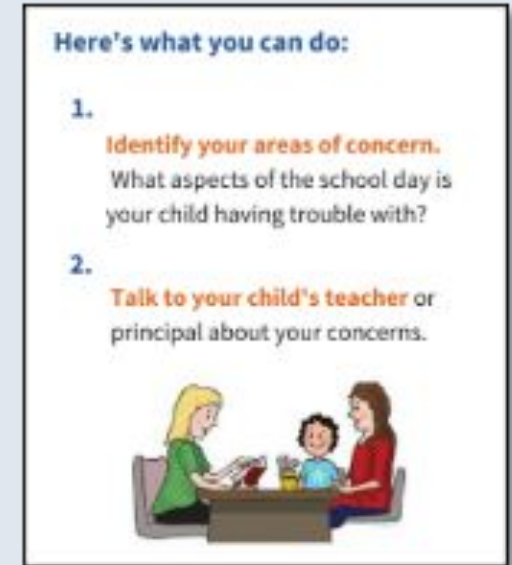 Here's what you can do:
1.
Identify your areas of concern.
What aspects of the school day is
your child having trouble with?
2.
Talk to your child's teacher or
principal about your concerns.